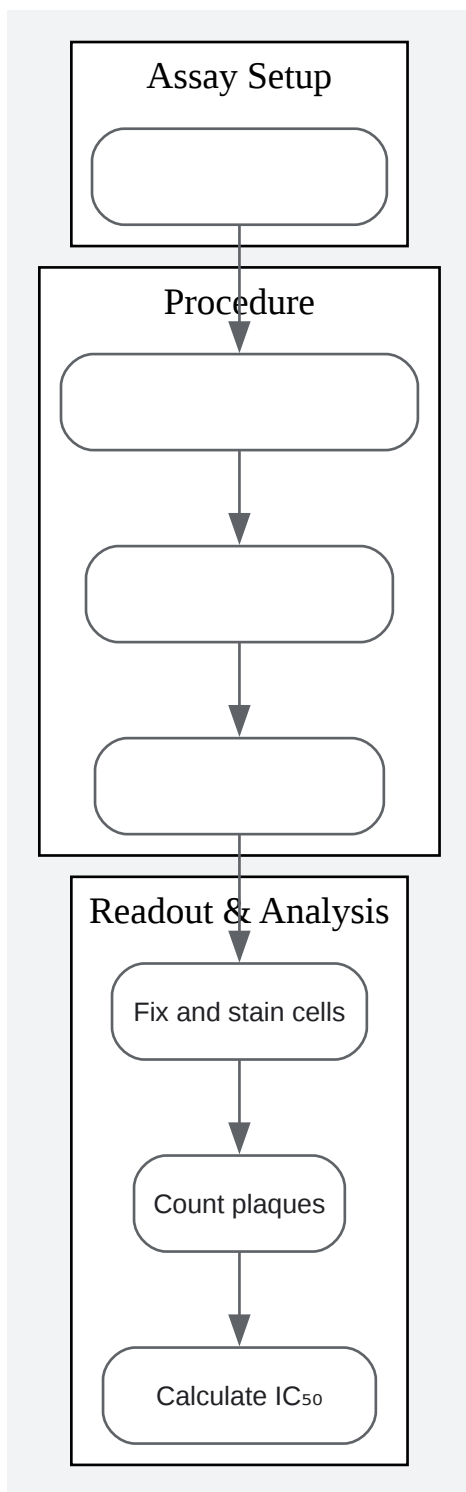 Assay Setup
Procedure
Readout & Analysis
Fix and stain cells
Count plaques
Calculate IC₅₀